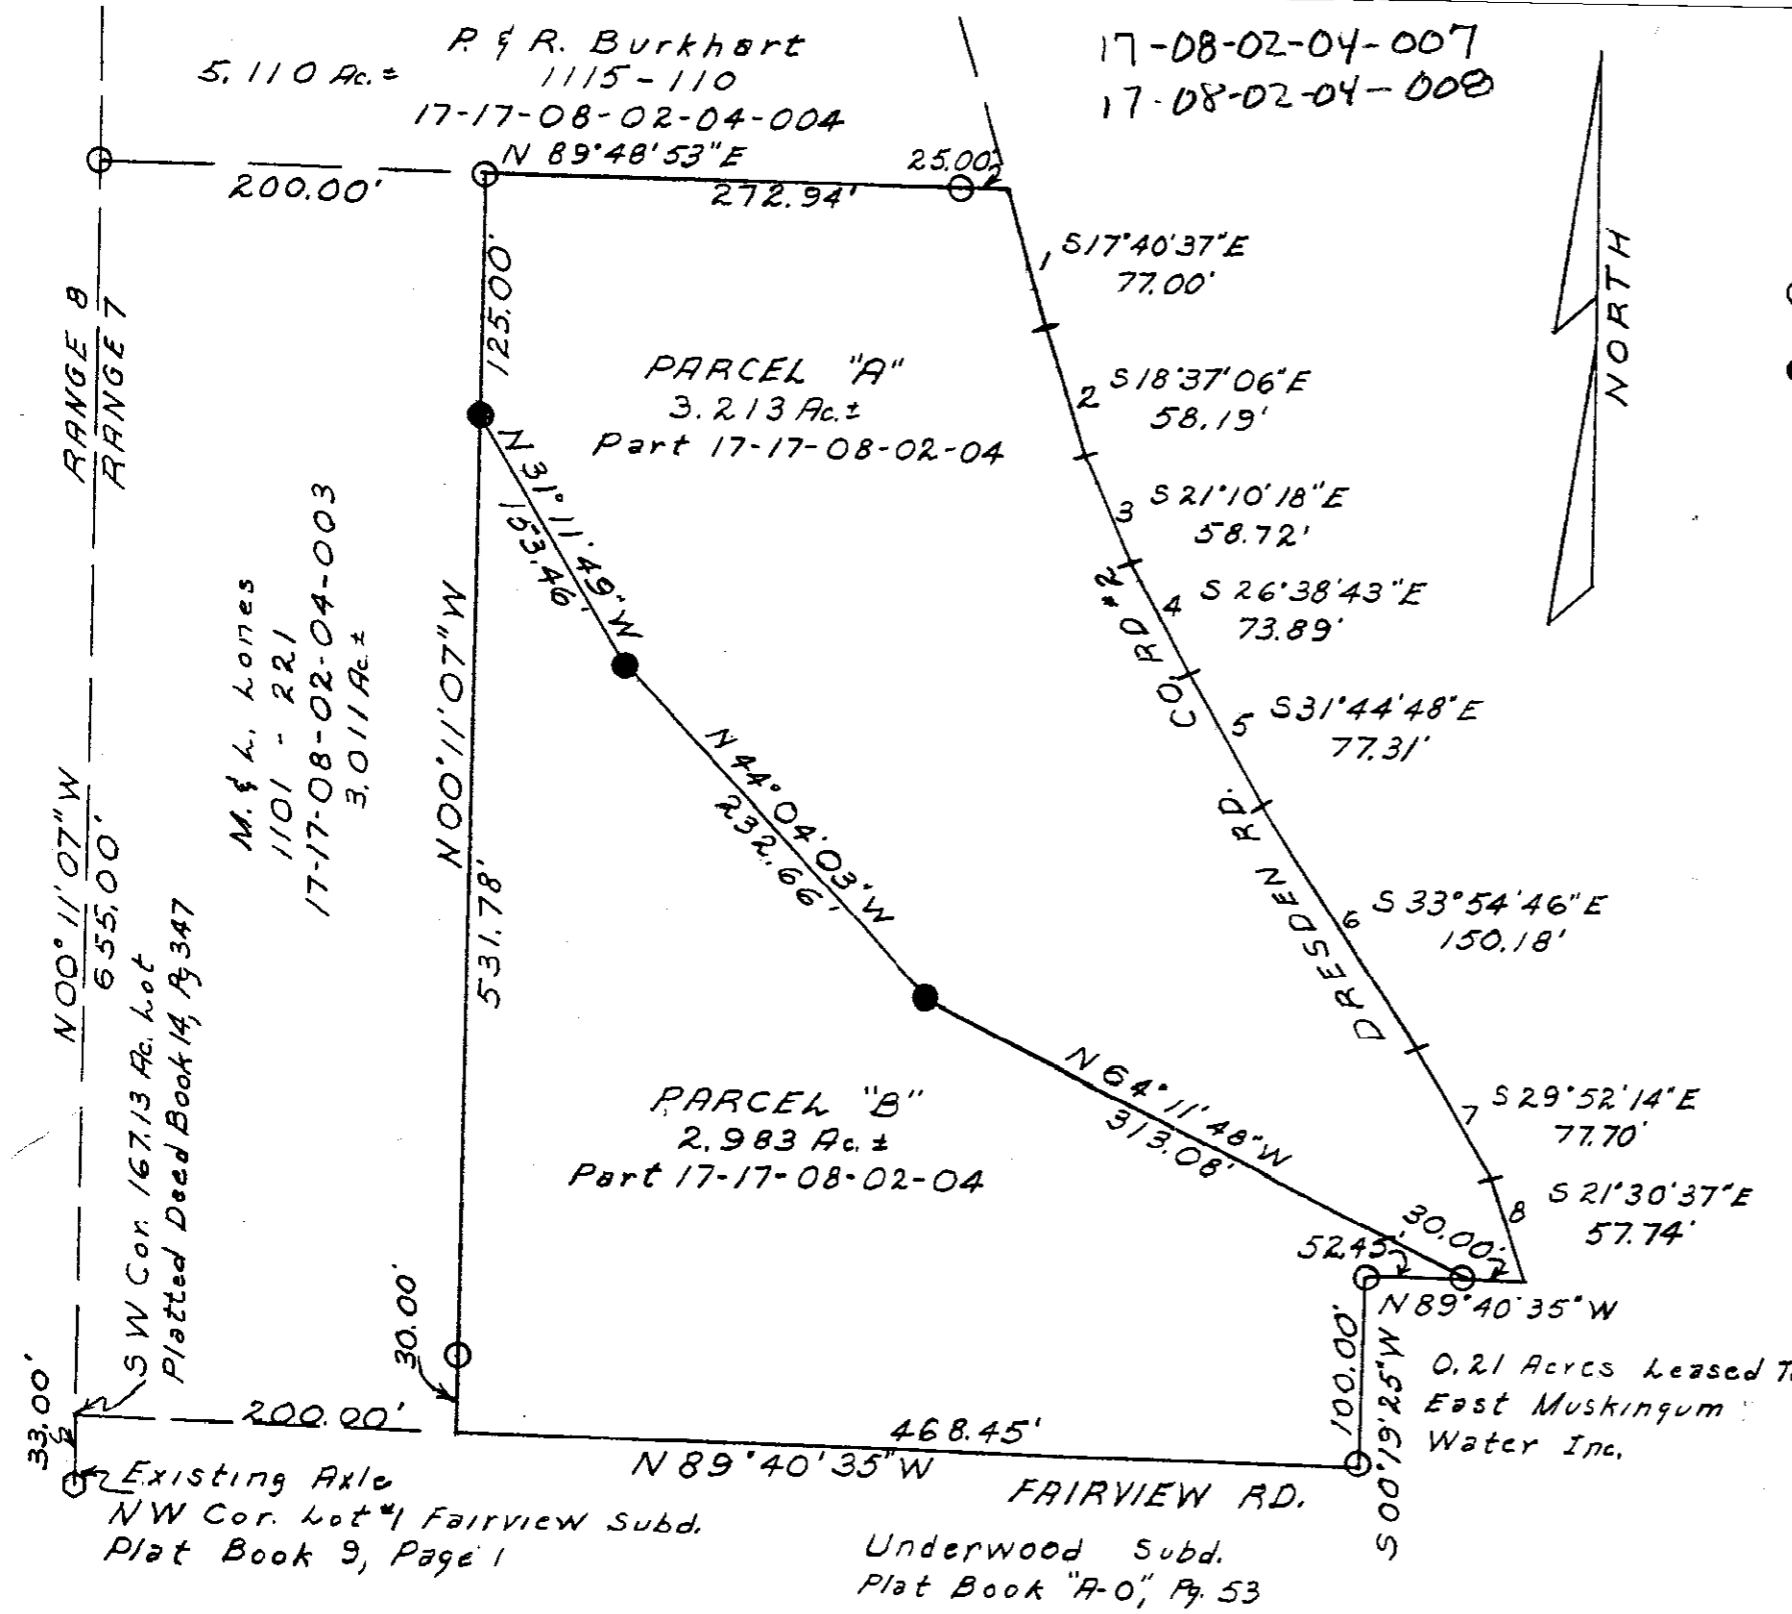 P. & R. Burkhart
1115 - 110
17-17-08-02-04-004
5.110 Ac.±
17-08-02-04-007
17-08-02-04-008
N 89°48'53"E
200.00'
272.94'
25.00'
125.00'
RANGE 8
RANGE 7
NORTH
1 S17°40'37"E
77.00'
PARCEL "A"
3.213 Ac.±
Part 17-17-08-02-04
2 S18°37'06"E
58.19'
3 S21°10'18"E
58.72'
4 S26°38'43"E
73.89'
5 S31°44'48"E
77.31'
6 S33°54'46"E
150.18'
7 S29°52'14"E
77.70'
8 S21°30'37"E
57.74'
CO. RD #2
DRESDEN RD.
N31°11'49"W
153.46'
N44°04'03"W
232.66'
N64°11'48"W
313.08'
M. & L. Lones
1101 - 221
17-17-08-02-04-003
3.011 Ac.±
N00°11'07"W
531.78'
N00°11'07"W
655.00'
SW Cor. 167.13 Ac. Lot
Platted Deed Book 14, Pg 347
PARCEL "B"
2.983 Ac.±
Part 17-17-08-02-04
52.45'
30.00'
N89°40'35"W
100.00'
S00°19'25"W
0.21 Acres Leased To
East Muskingum
Water Inc.
30.00'
33.00'
200.00'
468.45'
N89°40'35"W
FAIRVIEW RD.
Existing Axle
NW Cor. Lot #1 Fairview Subd.
Plat Book 9, Page 1
Underwood Subd.
Plat Book "A-O", Pg. 53